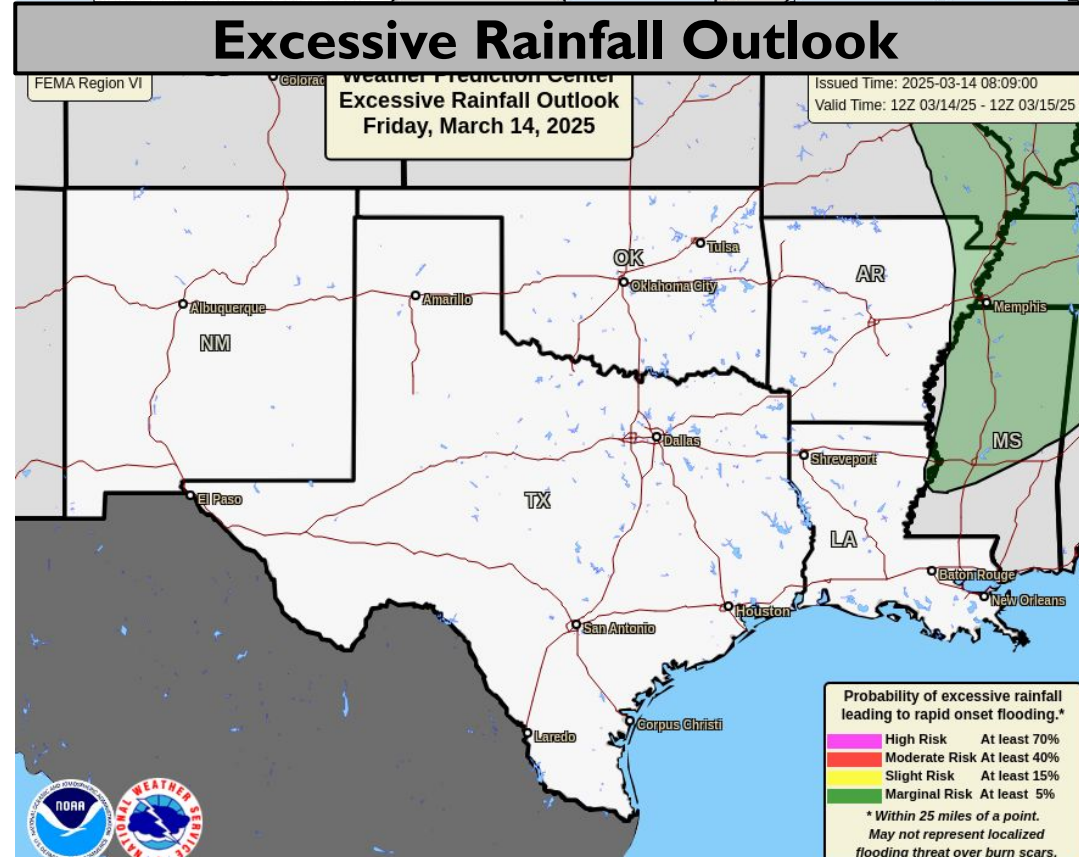 Excessive Rainfall Outlook
FEMA Region VI
Weather Prediction Center
Excessive Rainfall Outlook
Friday, March 14, 2025
Issued Time: 2025-03-14 08:09:00
Valid Time: 12Z 03/14/25 - 12Z 03/15/25
Colorad
Tulsa
OK
Oklahoma City
AR
Amarillo
Albuquerque
Memphis
NM
Dallas
MS
Shreveport
El Paso
TX
LA
Baton Rouge
New Orleans
Houston
San Antonio
Corpus Christi
Laredo
Probability of excessive rainfall
leading to rapid onset flooding.*
High Risk At least 70%
Moderate Risk At least 40%
Slight Risk At least 15%
Marginal Risk At least 5%
* Within 25 miles of a point.
May not represent localized
flooding threat over burn scars.
NOAA
NATIONAL WEATHER SERVICE